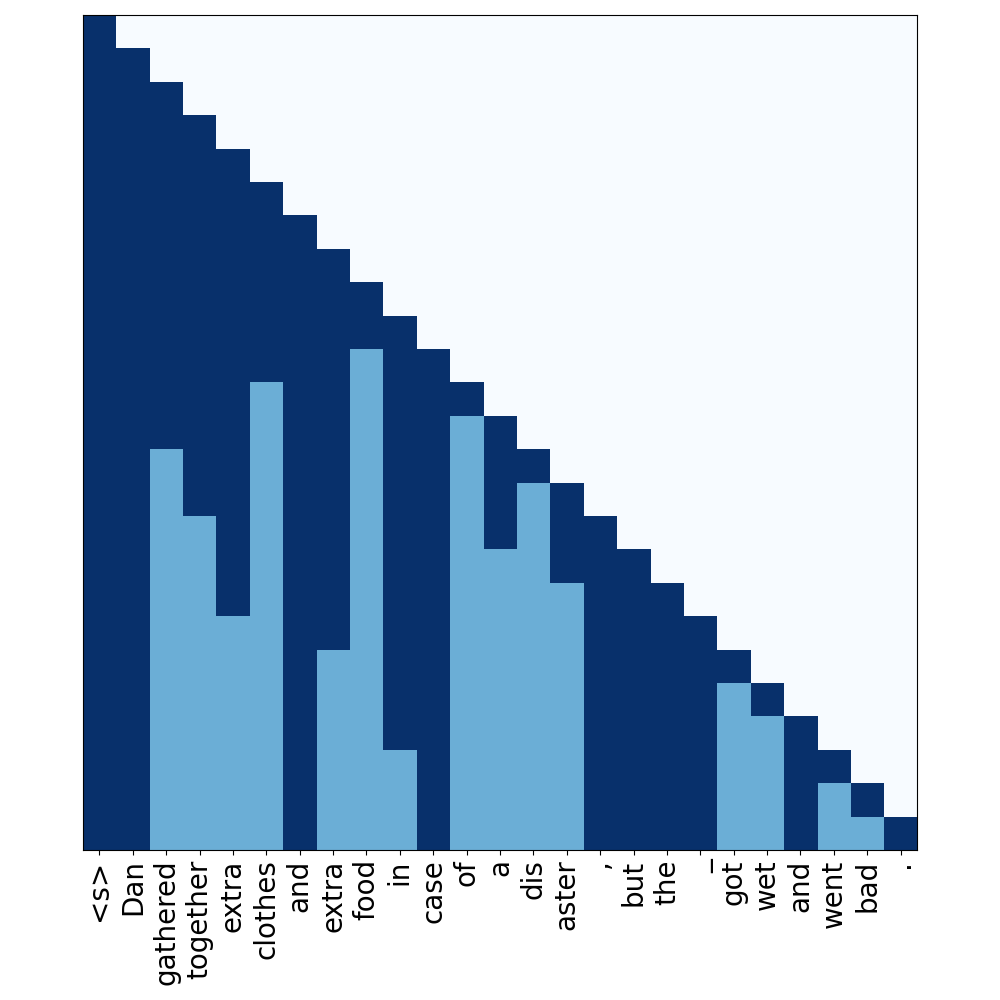 <s>
Dan
gathered
together
extra
clothes
and
extra
food
in
case
of
a
dis
aster
,
but
the
_
got
wet
and
went
bad
.